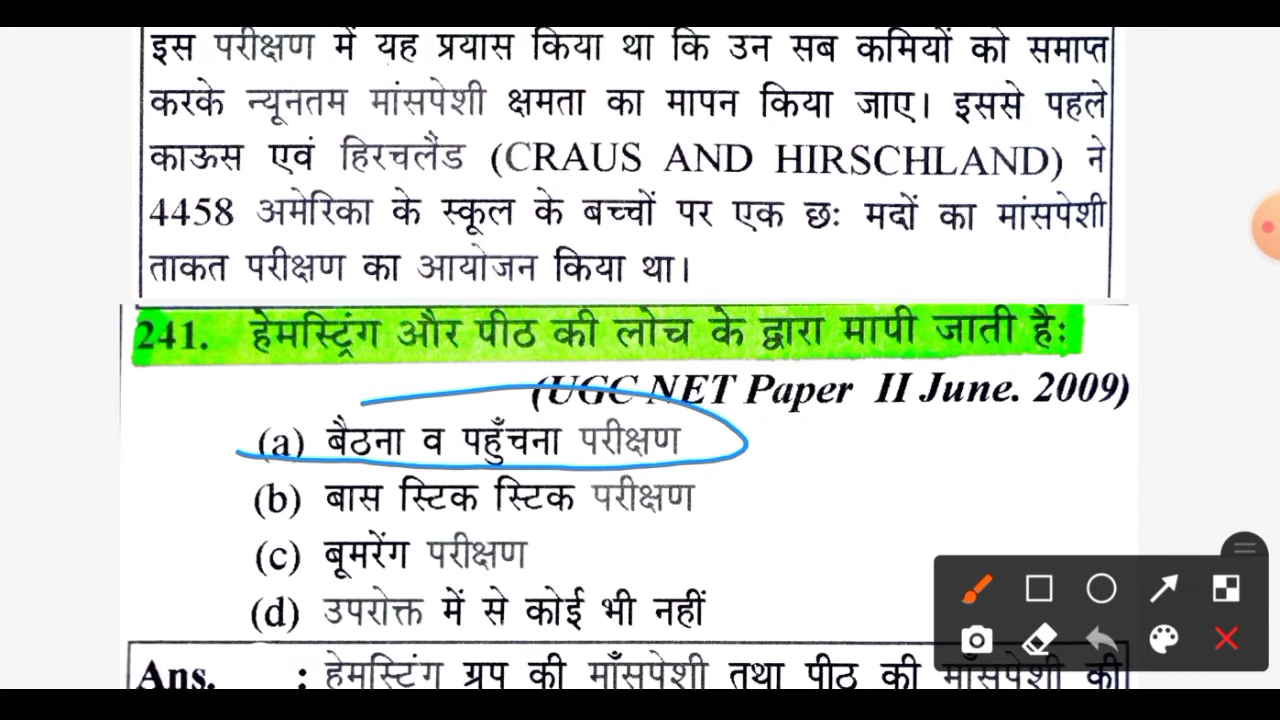 इस परीक्षण में यह प्रयास किया था कि उन सब कमियों को समाप्त
करके न्यूनतम मांसपेशी क्षमता का मापन किया जाए। इससे पहले
काऊस एवं हिरचलैंड (CRAUS AND HIRSCHLAND) ने
4458 अमेरिका के स्कूल के बच्चों पर एक छः मदों का मांसपेशी
ताकत परीक्षण का आयोजन किया था।
241. हेमस्ट्रिंग और पीठ की लोच के द्वारा मापी जाती हैः
(UGC NET Paper II June. 2009)
(a) बैठना व पहुँचना परीक्षण
(b) बास स्टिक स्टिक परीक्षण
(c) बूमरेंग परीक्षण
(d) उपरोक्त में से कोई भी नहीं
Ans. : हेमस्टिंग ग्रप की माँसपेशी तथा पीठ की माँसपेशी की